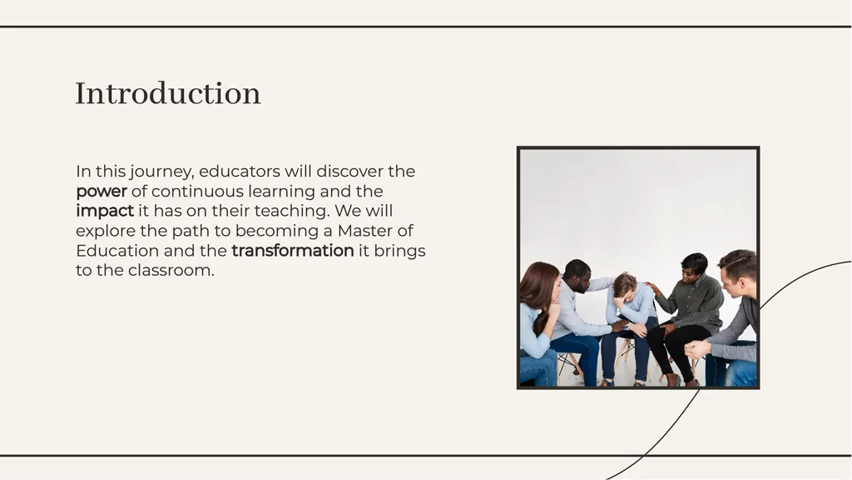 Introduction
In this journey, educators will discover the
power of continuous learning and the
impact it has on their teaching. We will
explore the path to becoming a Master of
Education and the transformation it brings
to the classroom.